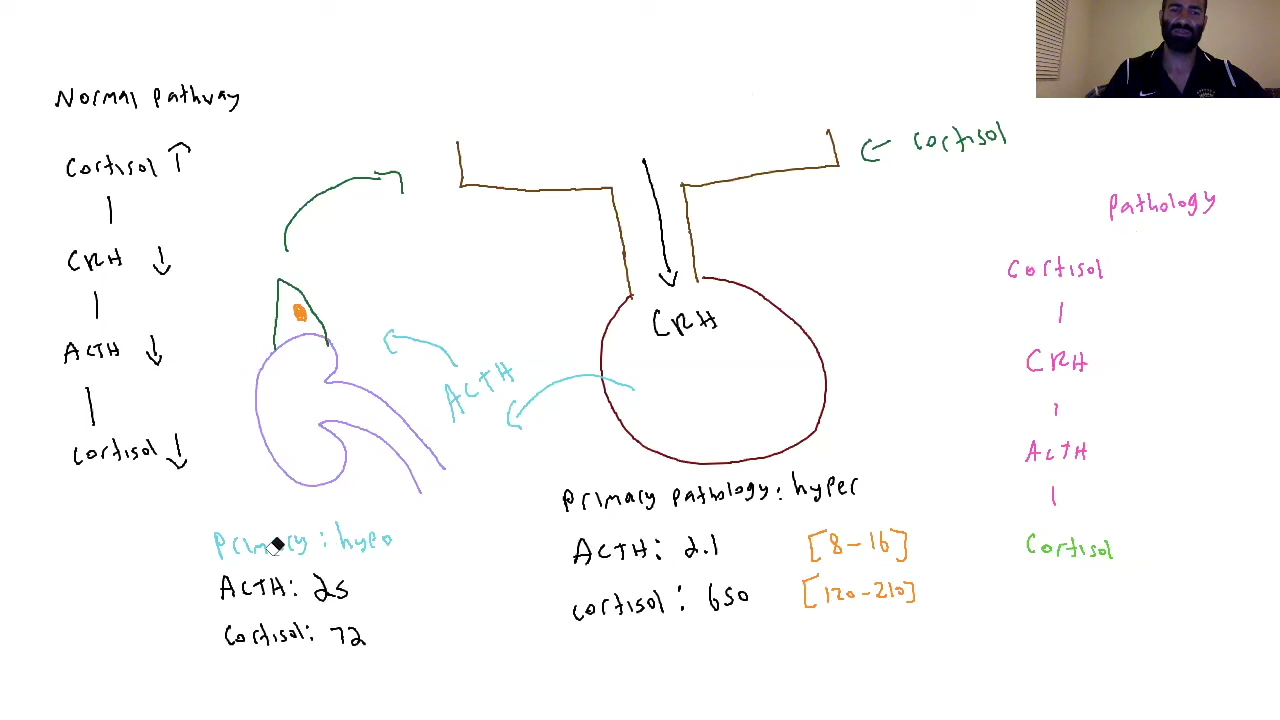 Normal Pathway
Cortisol ↑
CRH ↓
ACTH ↓
Cortisol ↓
← Cortisol
CRH
ACTH
Pathology
Cortisol
CRH
ACTH
Cortisol
Primary: hypo
ACTH: 25
Cortisol: 72
Primary pathology: hyper
ACTH: 2.1 [8-16]
Cortisol: 650 [120-210]